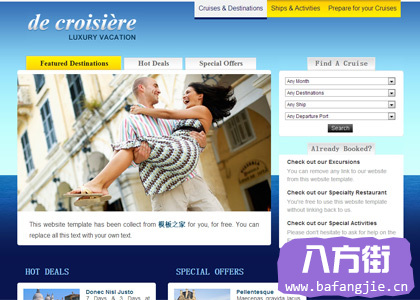 de croisière
LUXURY VACATION
Cruises & Destinations
Ships & Activities
Prepare for your Cruises
Featured Destinations
Hot Deals
Special Offers
This website template has been collect from 模板之家 for you, for free. You can
replace all this text with your own text.
Find A Cruise
Any Month
Any Destinations
Any Ship
Any Departure Port
Search
Already Booked?
Check out our Excursions
You can remove any link to our website
from this website template.
Check out our Specialty Restaurant
You're free to use this website template
without linking back to us.
Check out our Special Activities
Please don't hesitate to ask for help on the
HOT DEALS
Donec Nisl Justo
7 Days & 3 Days at
SPECIAL OFFERS
Pellentesque
Maecenas gravida lacus
八方街
www.bafangjie.cn